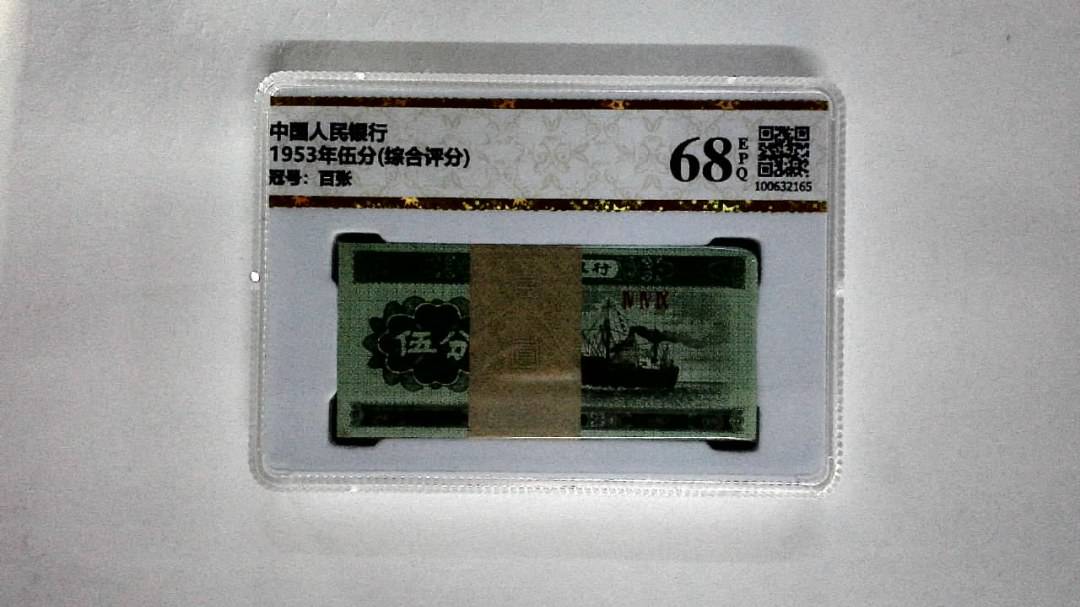 中国人民银行
1953年伍分(综合评分)
冠号：百张
68
EPQ
100632165
行
伍分